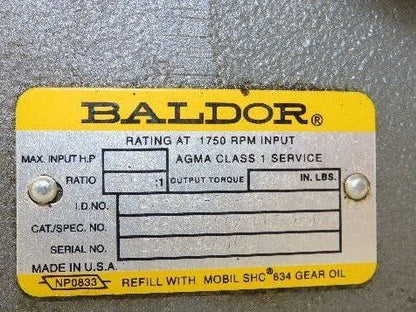 BALDOR®
RATING AT 1750 RPM INPUT
MAX. INPUT H.P AGMA CLASS 1 SERVICE
RATIO :1 OUTPUT TORQUE IN. LBS.
I.D.NO.
CAT./SPEC. NO.
SERIAL NO.
MADE IN U.S.A.
NP0833 REFILL WITH MOBIL SHC® 634 GEAR OIL